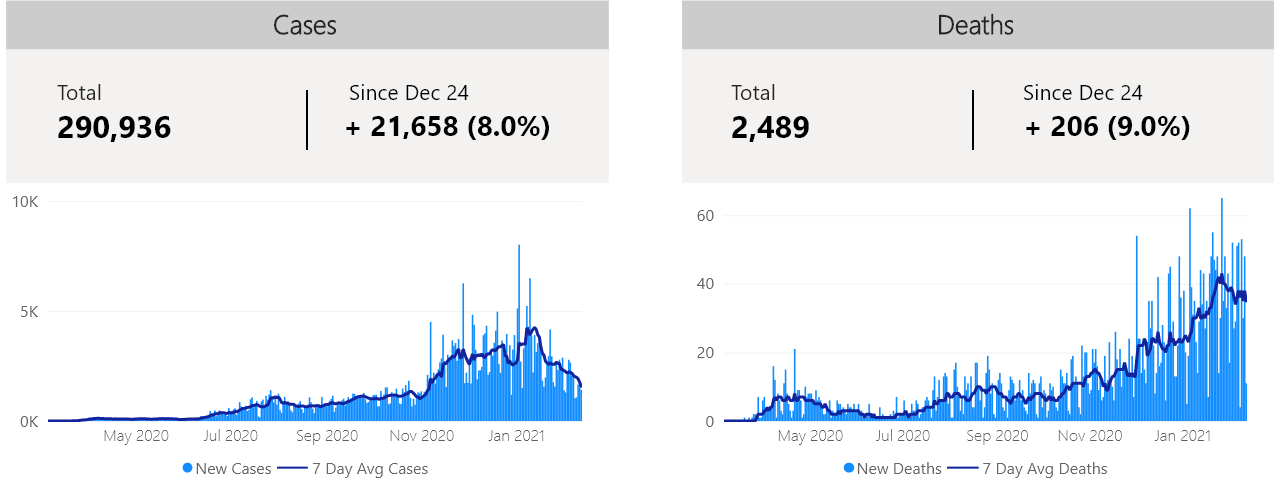 Cases
Total
290,936
Since Dec 24
+ 21,658 (8.0%)
10K
5K
0K
May 2020 Jul 2020 Sep 2020 Nov 2020 Jan 2021
New Cases 7 Day Avg Cases
Deaths
Total
2,489
Since Dec 24
+ 206 (9.0%)
60
40
20
0
May 2020 Jul 2020 Sep 2020 Nov 2020 Jan 2021
New Deaths 7 Day Avg Deaths